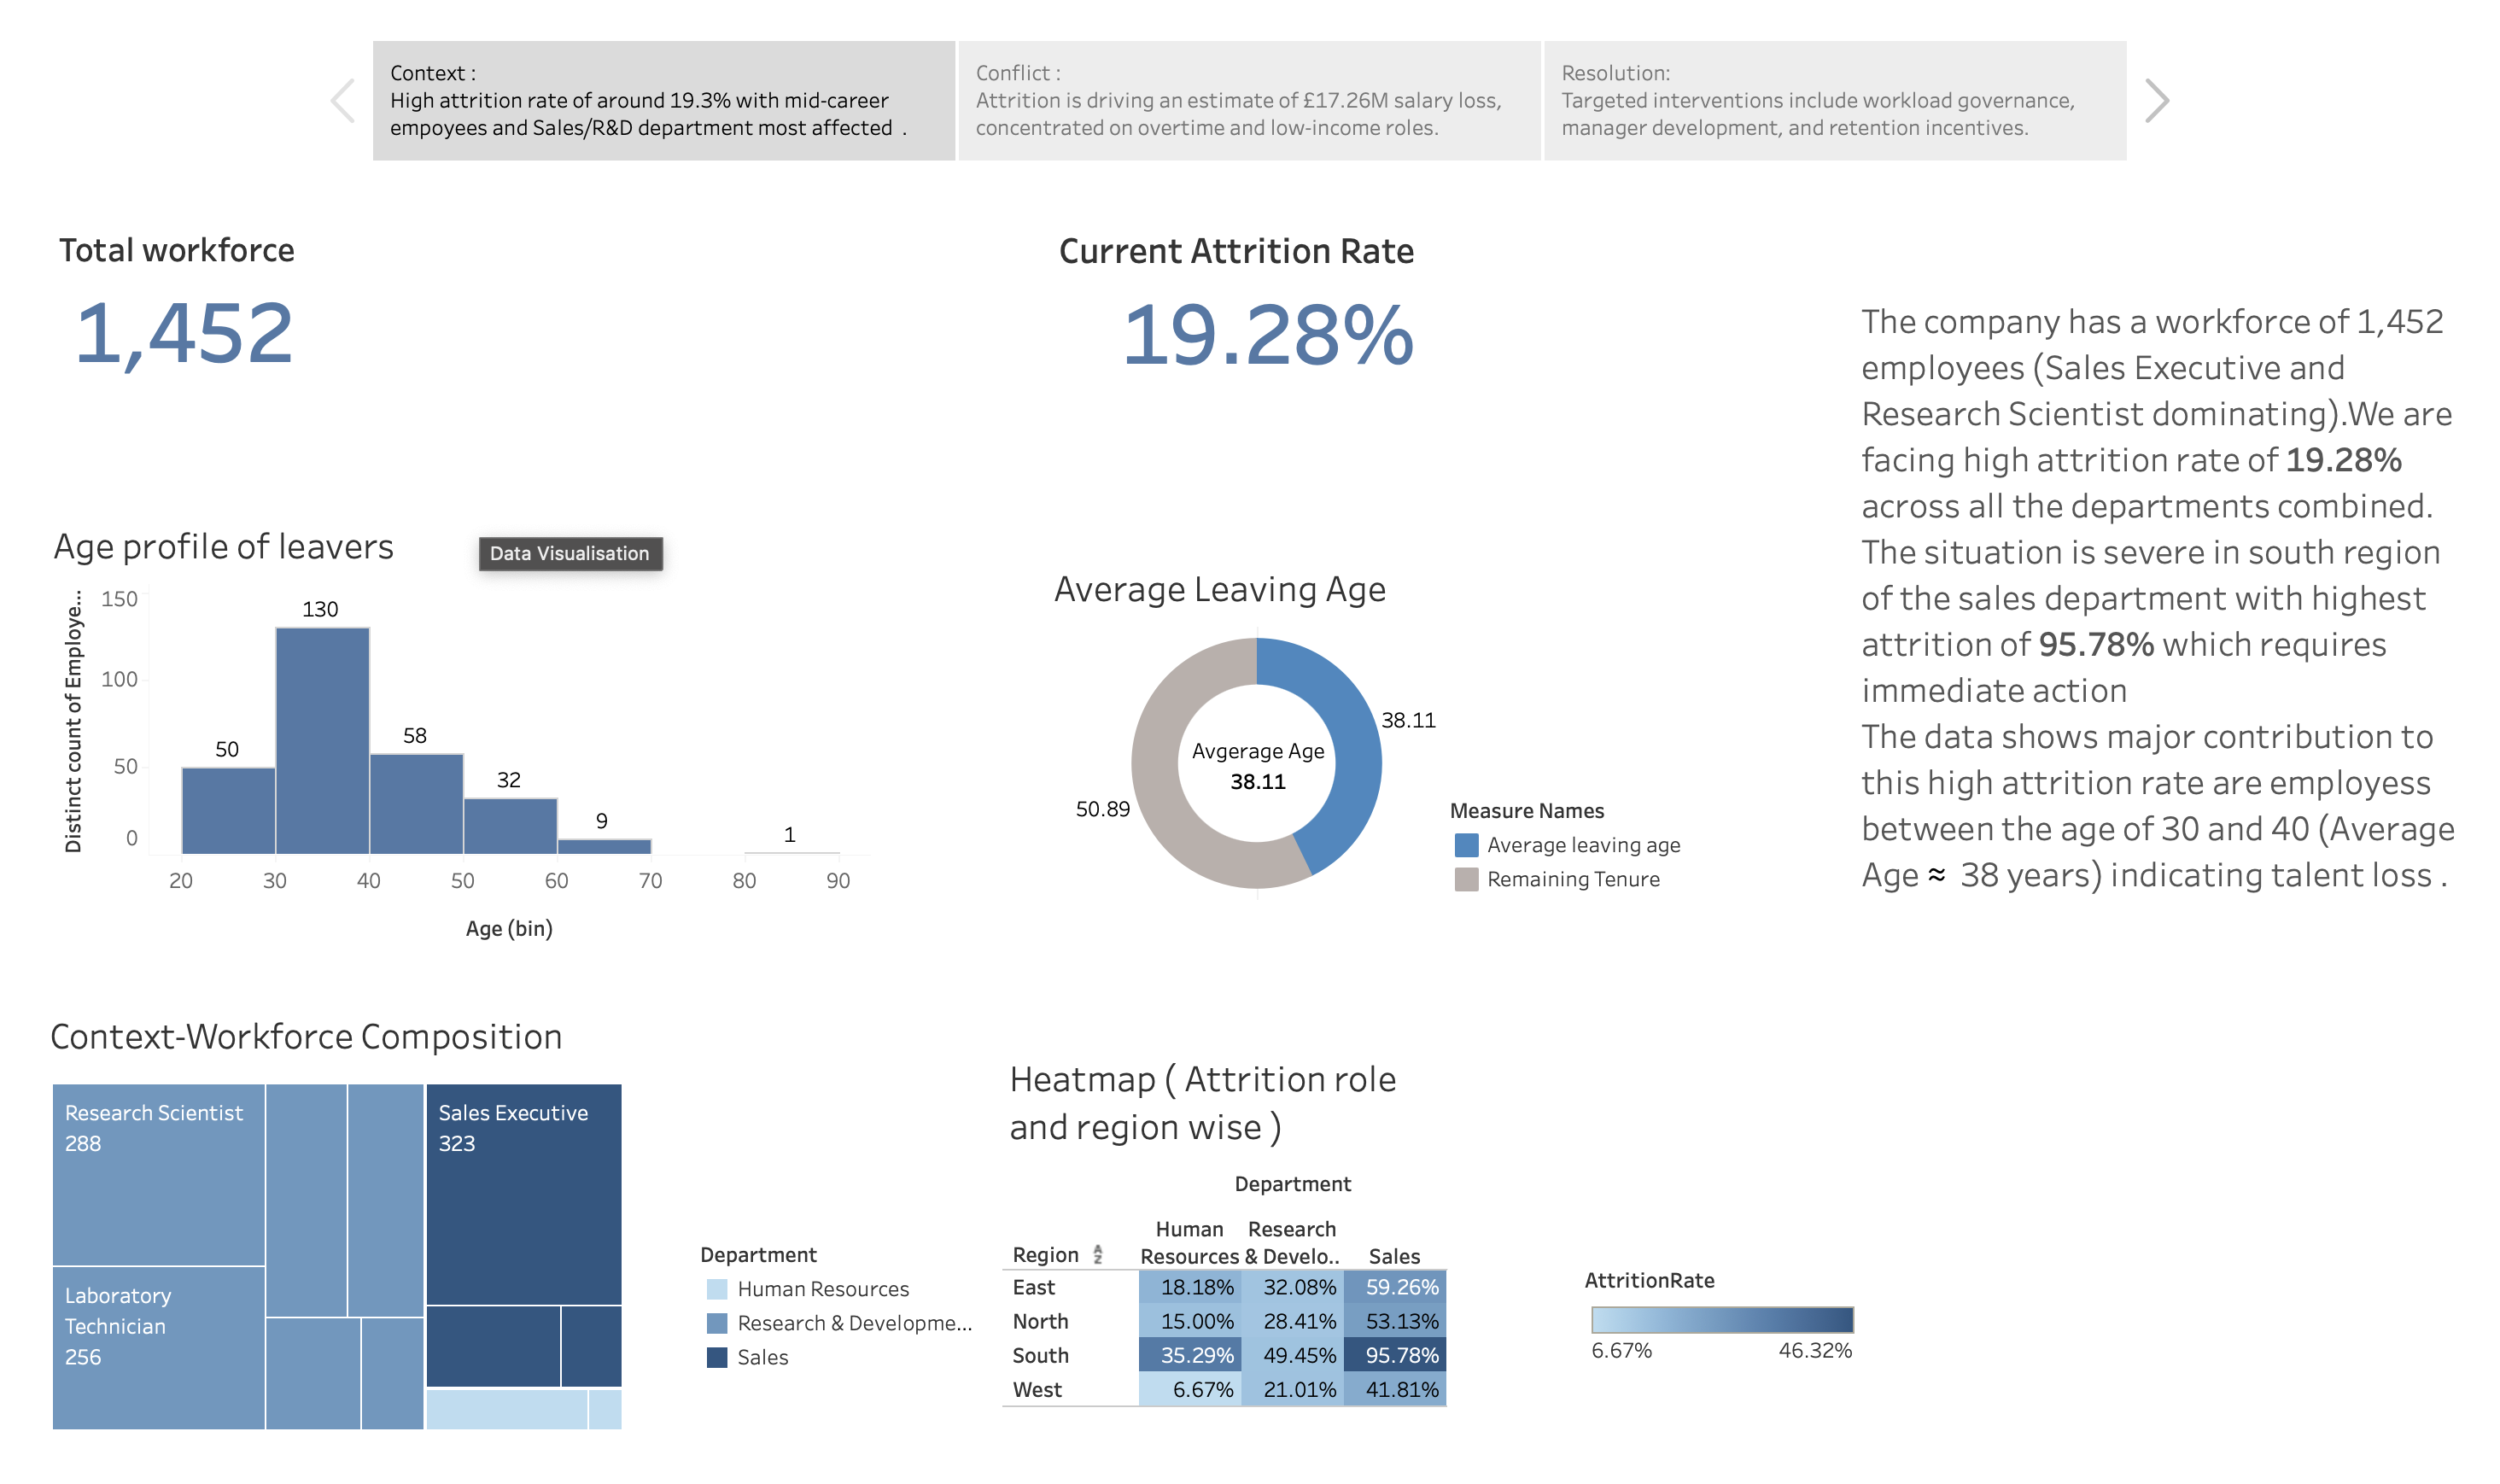 Context :
High attrition rate of around 19.3% with mid-career
empoyees and Sales/R&D department most affected .
Conflict :
Attrition is driving an estimate of £17.26M salary loss,
concentrated on overtime and low-income roles.
Resolution:
Targeted interventions include workload governance,
manager development, and retention incentives.
Total workforce
1,452
Current Attrition Rate
19.28%
The company has a workforce of 1,452
employees (Sales Executive and
Research Scientist dominating).We are
facing high attrition rate of 19.28%
across all the departments combined.
The situation is severe in south region
of the sales department with highest
attrition of 95.78% which requires
immediate action
The data shows major contribution to
this high attrition rate are employess
between the age of 30 and 40 (Average
Age ≈ 38 years) indicating talent loss .
Age profile of leavers
Data Visualisation
Distinct count of Employe...
150
100
50
0
50
130
58
32
9
1
20 30 40 50 60 70 80 90
Age (bin)
Average Leaving Age
38.11
50.89
Avgerage Age
38.11
Measure Names
Average leaving age
Remaining Tenure
Context-Workforce Composition
Research Scientist
288
Laboratory
Technician
256
Sales Executive
323
Department
Human Resources
Research & Developme...
Sales
Heatmap ( Attrition role
and region wise )
Department
Region
Human
Resources
Research
& Develo..
Sales
East 18.18% 32.08% 59.26%
North 15.00% 28.41% 53.13%
South 35.29% 49.45% 95.78%
West 6.67% 21.01% 41.81%
AttritionRate
6.67% 46.32%